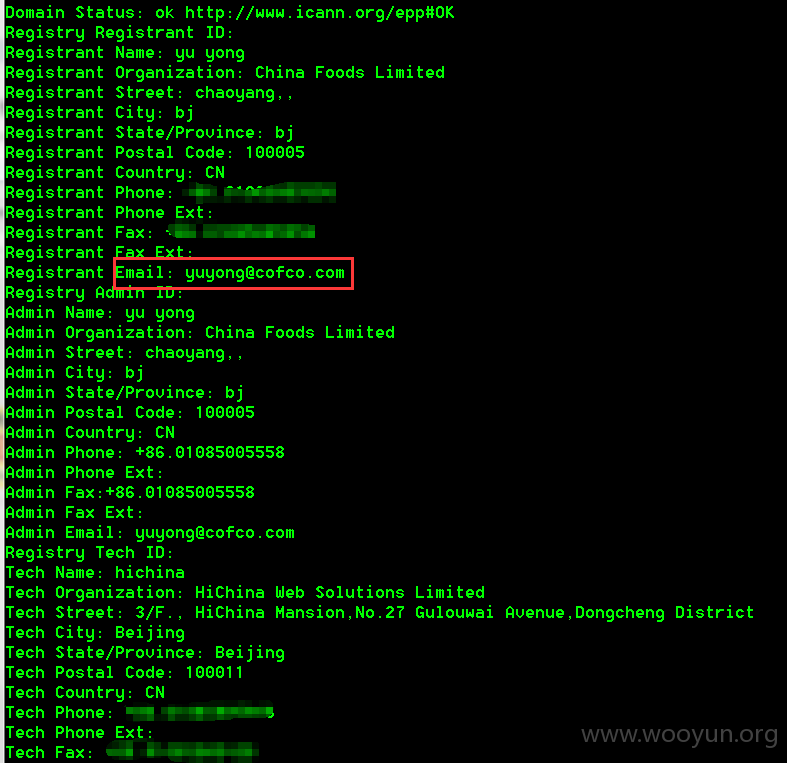 Domain Status: ok http://www.icann.org/epp#OK
Registry Registrant ID:
Registrant Name: yu yong
Registrant Organization: China Foods Limited
Registrant Street: chaoyang,,
Registrant City: bj
Registrant State/Province: bj
Registrant Postal Code: 100005
Registrant Country: CN
Registrant Phone:
Registrant Phone Ext:
Registrant Fax:
Registrant Fax Ext:
Registrant Email: yuyong@cofco.com
Registry Admin ID:
Admin Name: yu yong
Admin Organization: China Foods Limited
Admin Street: chaoyang,,
Admin City: bj
Admin State/Province: bj
Admin Postal Code: 100005
Admin Country: CN
Admin Phone: +86.01085005558
Admin Phone Ext:
Admin Fax:+86.01085005558
Admin Fax Ext:
Admin Email: yuyong@cofco.com
Registry Tech ID:
Tech Name: hichina
Tech Organization: HiChina Web Solutions Limited
Tech Street: 3/F., HiChina Mansion,No.27 Gulouwai Avenue,Dongcheng District
Tech City: Beijing
Tech State/Province: Beijing
Tech Postal Code: 100011
Tech Country: CN
Tech Phone:
Tech Phone Ext:
Tech Fax:
www.wooyun.org